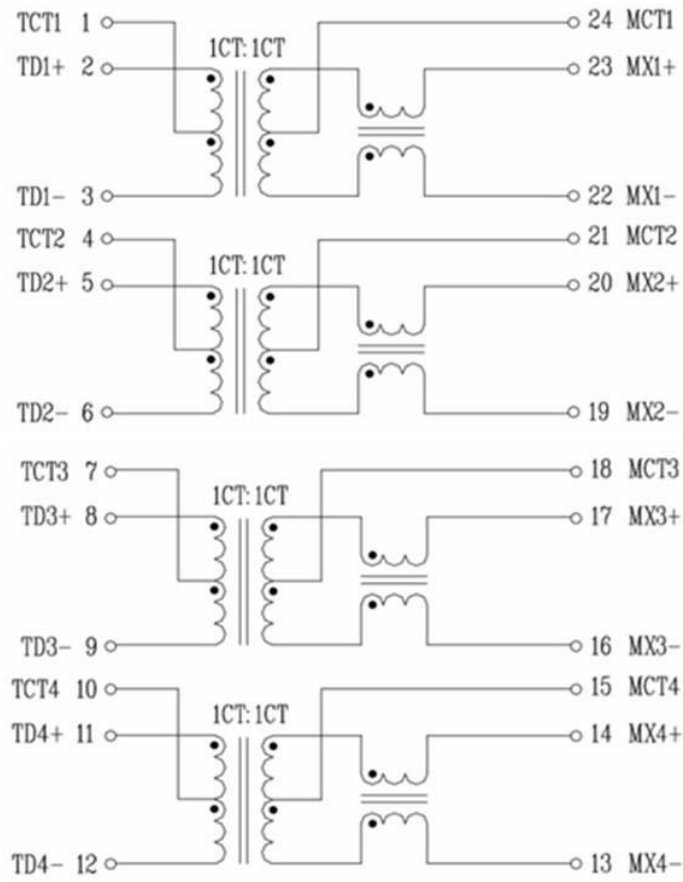 TCT1 1 24 MCT1
1CT:1CT
TD1+ 2 23 MX1+
TD1- 3 22 MX1-
TCT2 4 21 MCT2
1CT:1CT
TD2+ 5 20 MX2+
TD2- 6 19 MX2-
TCT3 7 18 MCT3
1CT:1CT
TD3+ 8 17 MX3+
TD3- 9 16 MX3-
TCT4 10 15 MCT4
1CT:1CT
TD4+ 11 14 MX4+
TD4- 12 13 MX4-